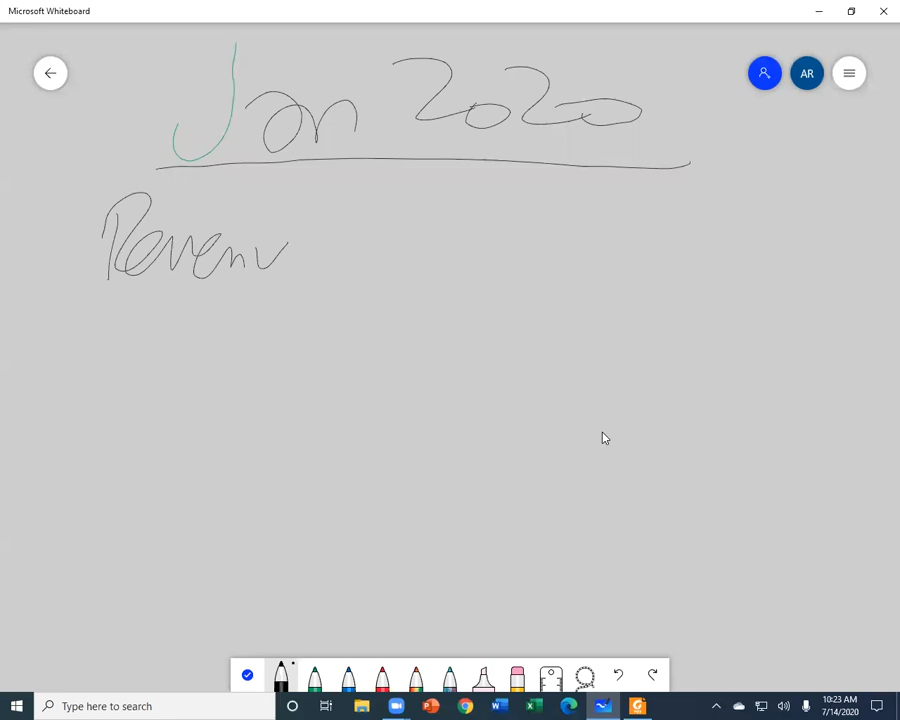 Microsoft Whiteboard
AR
Jan 2020
Revenu
Type here to search
10:23 AM
7/14/2020